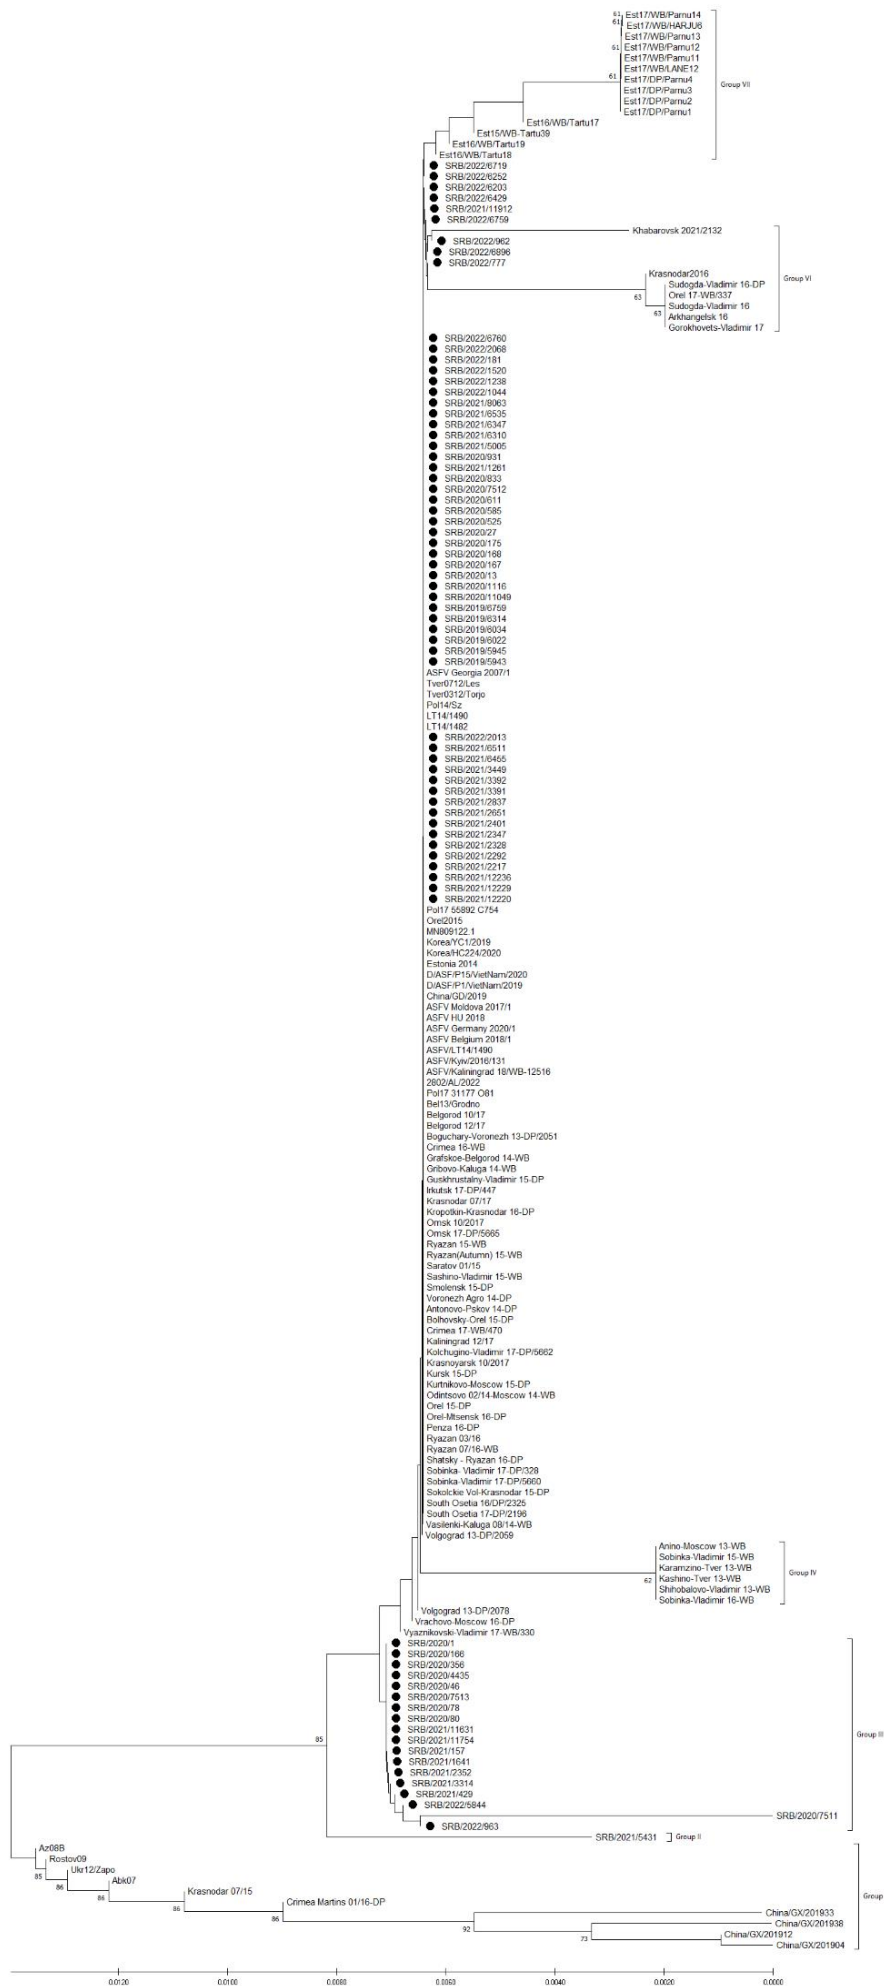 Est17/WB/Parnu14
61
Est17/WB/HARJU6
61
Est17/WB/Parnu13
Est17/WB/Parnu12
61
Est17/WB/Parnu11
Est17/WB/LANE12
Est17/DP/Parnu4
61
Est17/DP/Parnu3
Group VII
Est17/DP/Parnu2
Est17/DP/Parnu1
Est16/WB/Tartu17
Est15/WB-Tartu39
Est16/WB/Tartu19
Est16/WB/Tartu18
SRB/2022/6719
SRB/2022/6252
SRB/2022/6203
SRB/2022/6429
SRB/2021/11912
SRB/2022/6759
Khabarovsk 2021/2132
SRB/2022/962
SRB/2022/6896
SRB/2022/777
Krasnodar2016
Group VI
Sudogda-Vladimir 16-DP
Orel 17-WB/337
63
Sudogda-Vladimir 16
63
Arkhangelsk 16
Gorokhovets-Vladimir 17
SRB/2022/6760
SRB/2022/2068
SRB/2022/181
SRB/2022/1520
SRB/2022/1238
SRB/2022/1044
SRB/2021/8063
SRB/2021/6535
SRB/2021/6347
SRB/2021/6310
SRB/2021/5005
SRB/2020/931
SRB/2021/1261
SRB/2020/833
SRB/2020/7512
SRB/2020/611
SRB/2020/585
SRB/2020/525
SRB/2020/27
SRB/2020/175
SRB/2020/168
SRB/2020/167
SRB/2020/13
SRB/2020/1116
SRB/2020/11049
SRB/2019/6759
SRB/2019/6314
SRB/2019/6034
SRB/2019/6022
SRB/2019/5945
SRB/2019/5943
ASFV Georgia 2007/1
Tver0712/Les
Tver0312/Torjo
Pol14/Sz
LT14/1490
LT14/1482
SRB/2022/2013
SRB/2021/6511
SRB/2021/6455
SRB/2021/3449
SRB/2021/3392
SRB/2021/3391
SRB/2021/2837
SRB/2021/2651
SRB/2021/2401
SRB/2021/2347
SRB/2021/2328
SRB/2021/2292
SRB/2021/2217
SRB/2021/12236
SRB/2021/12229
SRB/2021/12220
Pol17 55892 C754
Orel2015
MN809122.1
Korea/YC1/2019
Korea/HC224/2020
Estonia 2014
D/ASF/P15/VietNam/2020
D/ASF/P1/VietNam/2019
China/GD/2019
ASFV Moldova 2017/1
ASFV HU 2018
ASFV Germany 2020/1
ASFV Belgium 2018/1
ASFV/LT14/1490
ASFV/Kyiv/2016/131
ASFV/Kaliningrad 18/WB-12516
2802/AL/2022
Pol17 31177 O81
Bel13/Grodno
Belgorod 10/17
Belgorod 12/17
Boguchary-Voronezh 13-DP/2051
Crimea 16-WB
Grafskoe-Belgorod 14-WB
Gribovo-Kaluga 14-WB
Guskhrustalny-Vladimir 15-DP
Irkutsk 17-DP/447
Krasnodar 07/17
Kropotkin-Krasnodar 16-DP
Omsk 10/2017
Omsk 17-DP/5665
Ryazan 15-WB
Ryazan(Autumn) 15-WB
Saratov 01/15
Sashino-Vladimir 15-WB
Smolensk 15-DP
Voronezh Agro 14-DP
Antonovo-Pskov 14-DP
Bolhovsky-Orel 15-DP
Crimea 17-WB/470
Kaliningrad 12/17
Kolchugino-Vladimir 17-DP/5662
Krasnoyarsk 10/2017
Kursk 15-DP
Kurtnikovo-Moscow 15-DP
Odintsovo 02/14-Moscow 14-WB
Orel 15-DP
Orel-Mtsensk 16-DP
Penza 16-DP
Ryazan 03/16
Ryazan 07/16-WB
Shatsky - Ryazan 16-DP
Sobinka- Vladimir 17-DP/328
Sobinka-Vladimir 17-DP/5660
Sokolckie Vol-Krasnodar 15-DP
South Osetia 16/DP/2325
South Osetia 17-DP/2196
Vasilenki-Kaluga 08/14-WB
Volgograd 13-DP/2059
Anino-Moscow 13-WB
Sobinka-Vladimir 15-WB
Karamzino-Tver 13-WB
Group IV
62
Kashino-Tver 13-WB
Shihobalovo-Vladimir 13-WB
Sobinka-Vladimir 16-WB
Volgograd 13-DP/2078
Vrachovo-Moscow 16-DP
Vyaznikovski-Vladimir 17-WB/330
SRB/2020/1
SRB/2020/166
SRB/2020/356
SRB/2020/4435
SRB/2020/46
SRB/2020/7513
SRB/2020/78
SRB/2020/80
SRB/2021/11631
Group III
85
SRB/2021/11754
SRB/2021/157
SRB/2021/1641
SRB/2021/2352
SRB/2021/3314
SRB/2021/429
SRB/2022/5844
SRB/2020/7511
SRB/2022/963
SRB/2021/5431
Group II
Az08B
Rostov09
85
Ukr12/Zapo
86
Abk07
86
Krasnodar 07/15
Group
86
Crimea Martins 01/16-DP
86
China/GX/201933
92
China/GX/201938
73
China/GX/201912
China/GX/201904
0.0120
0.0100
0.0080
0.0060
0.0040
0.0020
0.0000